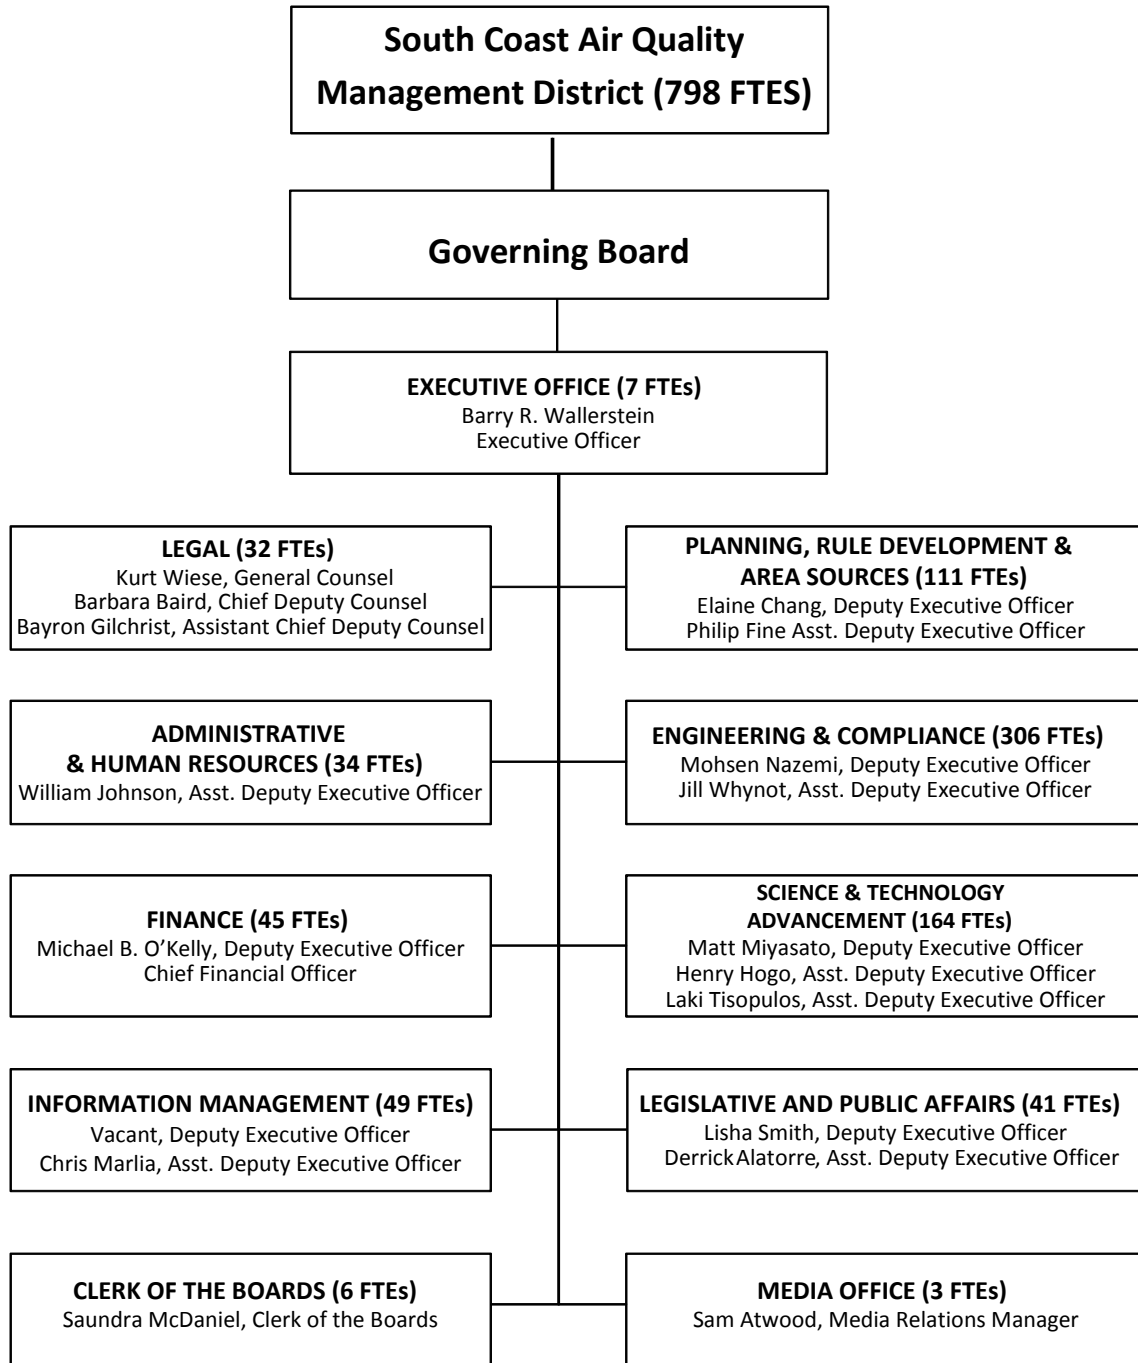 South Coast Air Quality
Management District (798 FTES)
Governing Board
EXECUTIVE OFFICE (7 FTEs)
Barry R. Wallerstein
Executive Officer
LEGAL (32 FTEs)
Kurt Wiese, General Counsel
Barbara Baird, Chief Deputy Counsel
Bayron Gilchrist, Assistant Chief Deputy Counsel
PLANNING, RULE DEVELOPMENT &
AREA SOURCES (111 FTEs)
Elaine Chang, Deputy Executive Officer
Philip Fine Asst. Deputy Executive Officer
ADMINISTRATIVE
& HUMAN RESOURCES (34 FTEs)
William Johnson, Asst. Deputy Executive Officer
ENGINEERING & COMPLIANCE (306 FTEs)
Mohsen Nazemi, Deputy Executive Officer
Jill Whynot, Asst. Deputy Executive Officer
FINANCE (45 FTEs)
Michael B. O’Kelly, Deputy Executive Officer
Chief Financial Officer
SCIENCE & TECHNOLOGY
ADVANCEMENT (164 FTEs)
Matt Miyasato, Deputy Executive Officer
Henry Hogo, Asst. Deputy Executive Officer
Laki Tisopulos, Asst. Deputy Executive Officer
INFORMATION MANAGEMENT (49 FTEs)
Vacant, Deputy Executive Officer
Chris Marlia, Asst. Deputy Executive Officer
LEGISLATIVE AND PUBLIC AFFAIRS (41 FTEs)
Lisha Smith, Deputy Executive Officer
Derrick Alatorre, Asst. Deputy Executive Officer
CLERK OF THE BOARDS (6 FTEs)
Saundra McDaniel, Clerk of the Boards
MEDIA OFFICE (3 FTEs)
Sam Atwood, Media Relations Manager